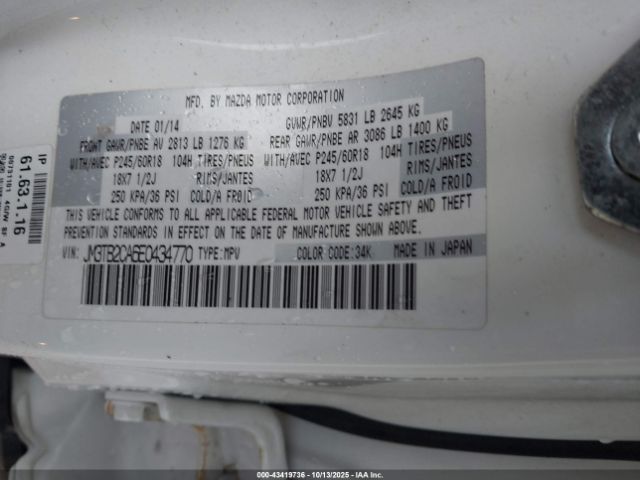 MFD. BY MAZDA MOTOR CORPORATION
DATE 01/14 GVWR/PNBV 5831 LB 2645 KG
FRONT GAWR/PNBE AV 2813 LB 1276 KG REAR GAWR/PNBE AR 3086 LB 1400 KG
WITH/AVEC P245/60R18 104H TIRES/PNEUS WITH/AVEC P245/60R18 104H TIRES/PNEUS
18X7 1/2J RIMS/JANTES 18X7 1/2J RIMS/JANTES
250 KPA/36 PSI COLD/A FROID 250 KPA/36 PSI COLD/A FROID
THIS VEHICLE CONFORMS TO ALL APPLICABLE FEDERAL MOTOR VEHICLE SAFETY AND THEFT
PREVENTION STANDARDS IN EFFECT ON THE DATE OF MANUFACTURE SHOWN ABOVE.
VIN: JM3TB2CA6E0434770 TYPE: MPV COLOR CODE: 34K MADE IN JAPAN
IP
61.63.1.16
00-43419736 - 10/13/2025 - IAAI.com